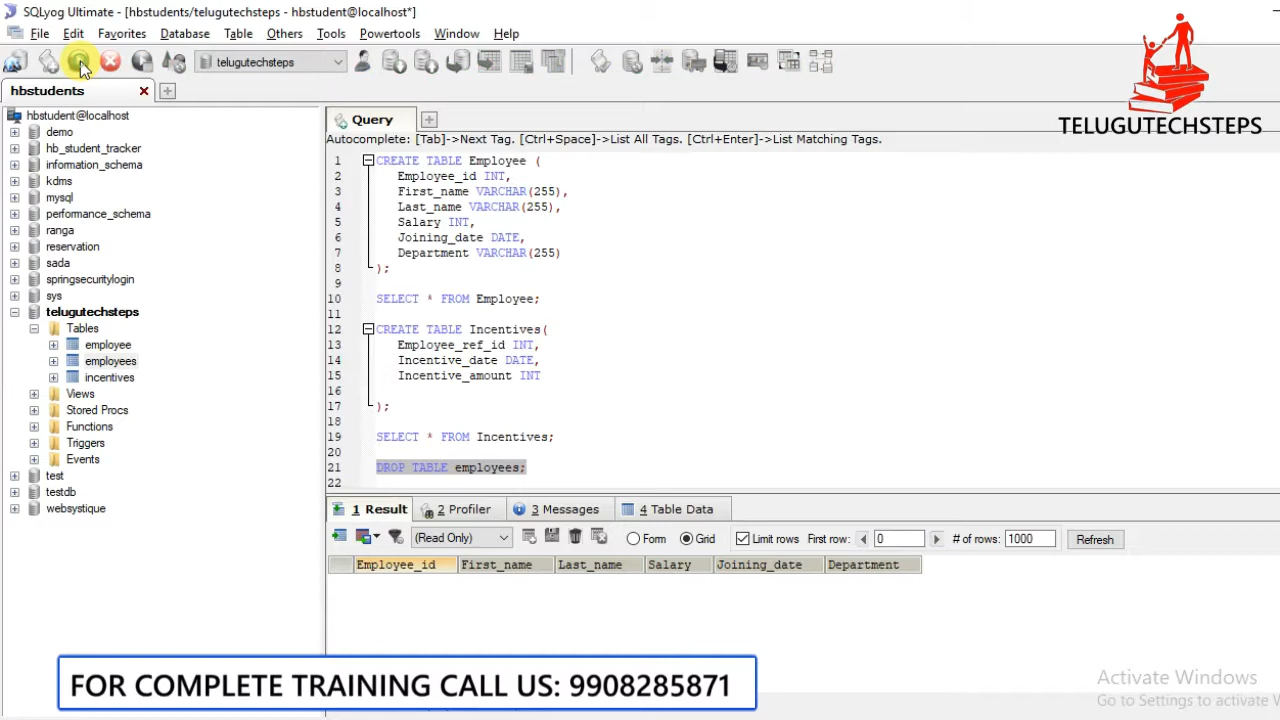 SQLyog Ultimate - [hbstudents/telugutechsteps - hbstudent@localhost*]
File Edit Favorites Database Table Others Tools Powertools Window Help
telugutechsteps
hbstudents
TELUGUTECHSTEPS
hbstudent@localhost
demo
hb_student_tracker
information_schema
kdms
mysql
performance_schema
ranga
reservation
sada
springsecuritylogin
sys
telugutechsteps
Tables
employee
employees
incentives
Views
Stored Procs
Functions
Triggers
Events
test
testdb
websystique
Query
Autocomplete: [Tab]->Next Tag. [Ctrl+Space]->List All Tags. [Ctrl+Enter]->List Matching Tags.
1 CREATE TABLE Employee (
2 Employee_id INT,
3 First_name VARCHAR(255),
4 Last_name VARCHAR(255),
5 Salary INT,
6 Joining_date DATE,
7 Department VARCHAR(255)
8 );
9
10 SELECT * FROM Employee;
11
12 CREATE TABLE Incentives(
13 Employee_ref_id INT,
14 Incentive_date DATE,
15 Incentive_amount INT
16
17 );
18
19 SELECT * FROM Incentives;
20
21 DROP TABLE employees;
22
1 Result 2 Profiler 3 Messages 4 Table Data
(Read Only) Form Grid Limit rows First row: 0 # of rows: 1000 Refresh
Employee_id First_name Last_name Salary Joining_date Department
FOR COMPLETE TRAINING CALL US: 9908285871
Activate Windows
Go to Settings to activate W